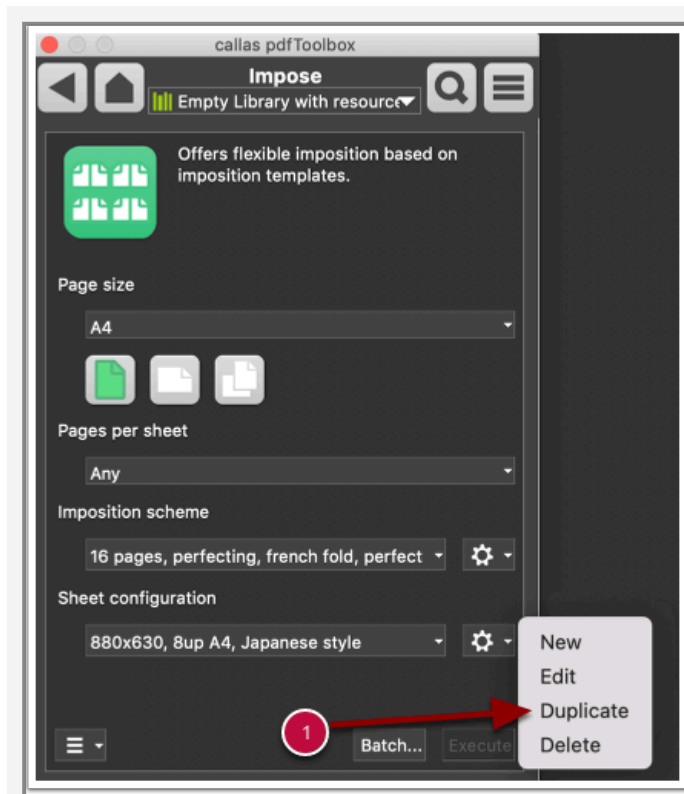 callas pdfToolbox
Impose
Empty Library with resource
Offers flexible imposition based on
imposition templates.
Page size
A4
Pages per sheet
Any
Imposition scheme
16 pages, perfecting, french fold, perfect
Sheet configuration
880x630, 8up A4, Japanese style
New
Edit
Duplicate
Delete
1
Batch...
Execute